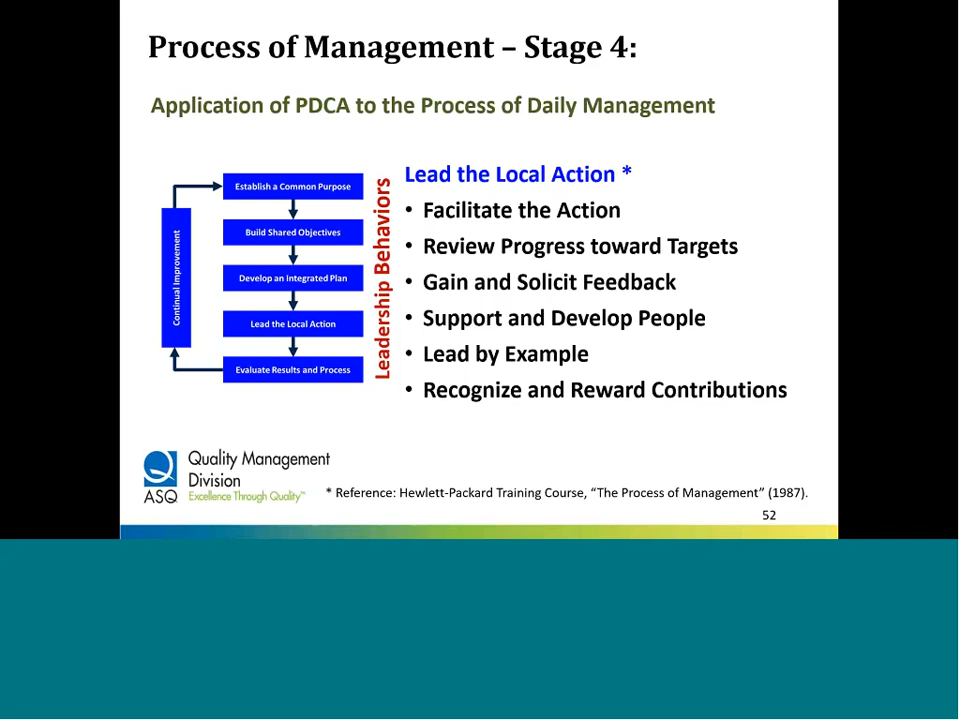 Process of Management – Stage 4:
Application of PDCA to the Process of Daily Management
Establish a Common Purpose
Build Shared Objectives
Develop an Integrated Plan
Lead the Local Action
Evaluate Results and Process
Continual Improvement
Leadership Behaviors
Lead the Local Action *
• Facilitate the Action
• Review Progress toward Targets
• Gain and Solicit Feedback
• Support and Develop People
• Lead by Example
• Recognize and Reward Contributions
ASQ
Quality Management
Division
Excellence Through Quality™
* Reference: Hewlett-Packard Training Course, “The Process of Management” (1987).
52